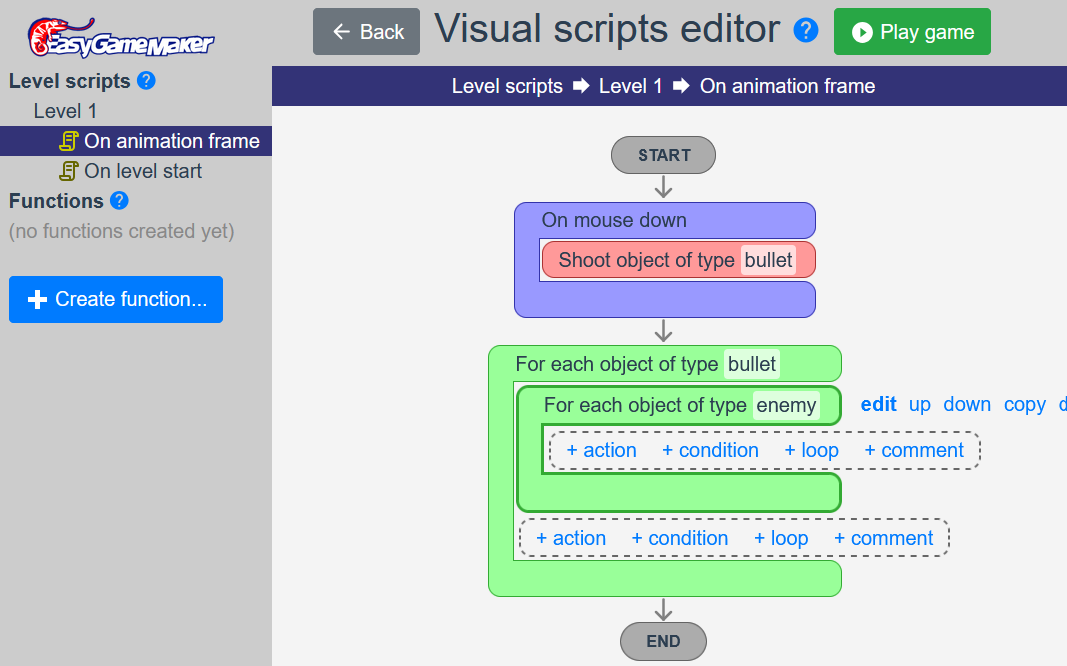 EasyGameMaker
Back
Visual scripts editor ?
Play game
Level scripts ?
Level 1
On animation frame
On level start
Functions ?
(no functions created yet)
+ Create function...
Level scripts ➡ Level 1 ➡ On animation frame
START
On mouse down
Shoot object of type bullet
For each object of type bullet
For each object of type enemy
edit up down copy d
+ action + condition + loop + comment
+ action + condition + loop + comment
END